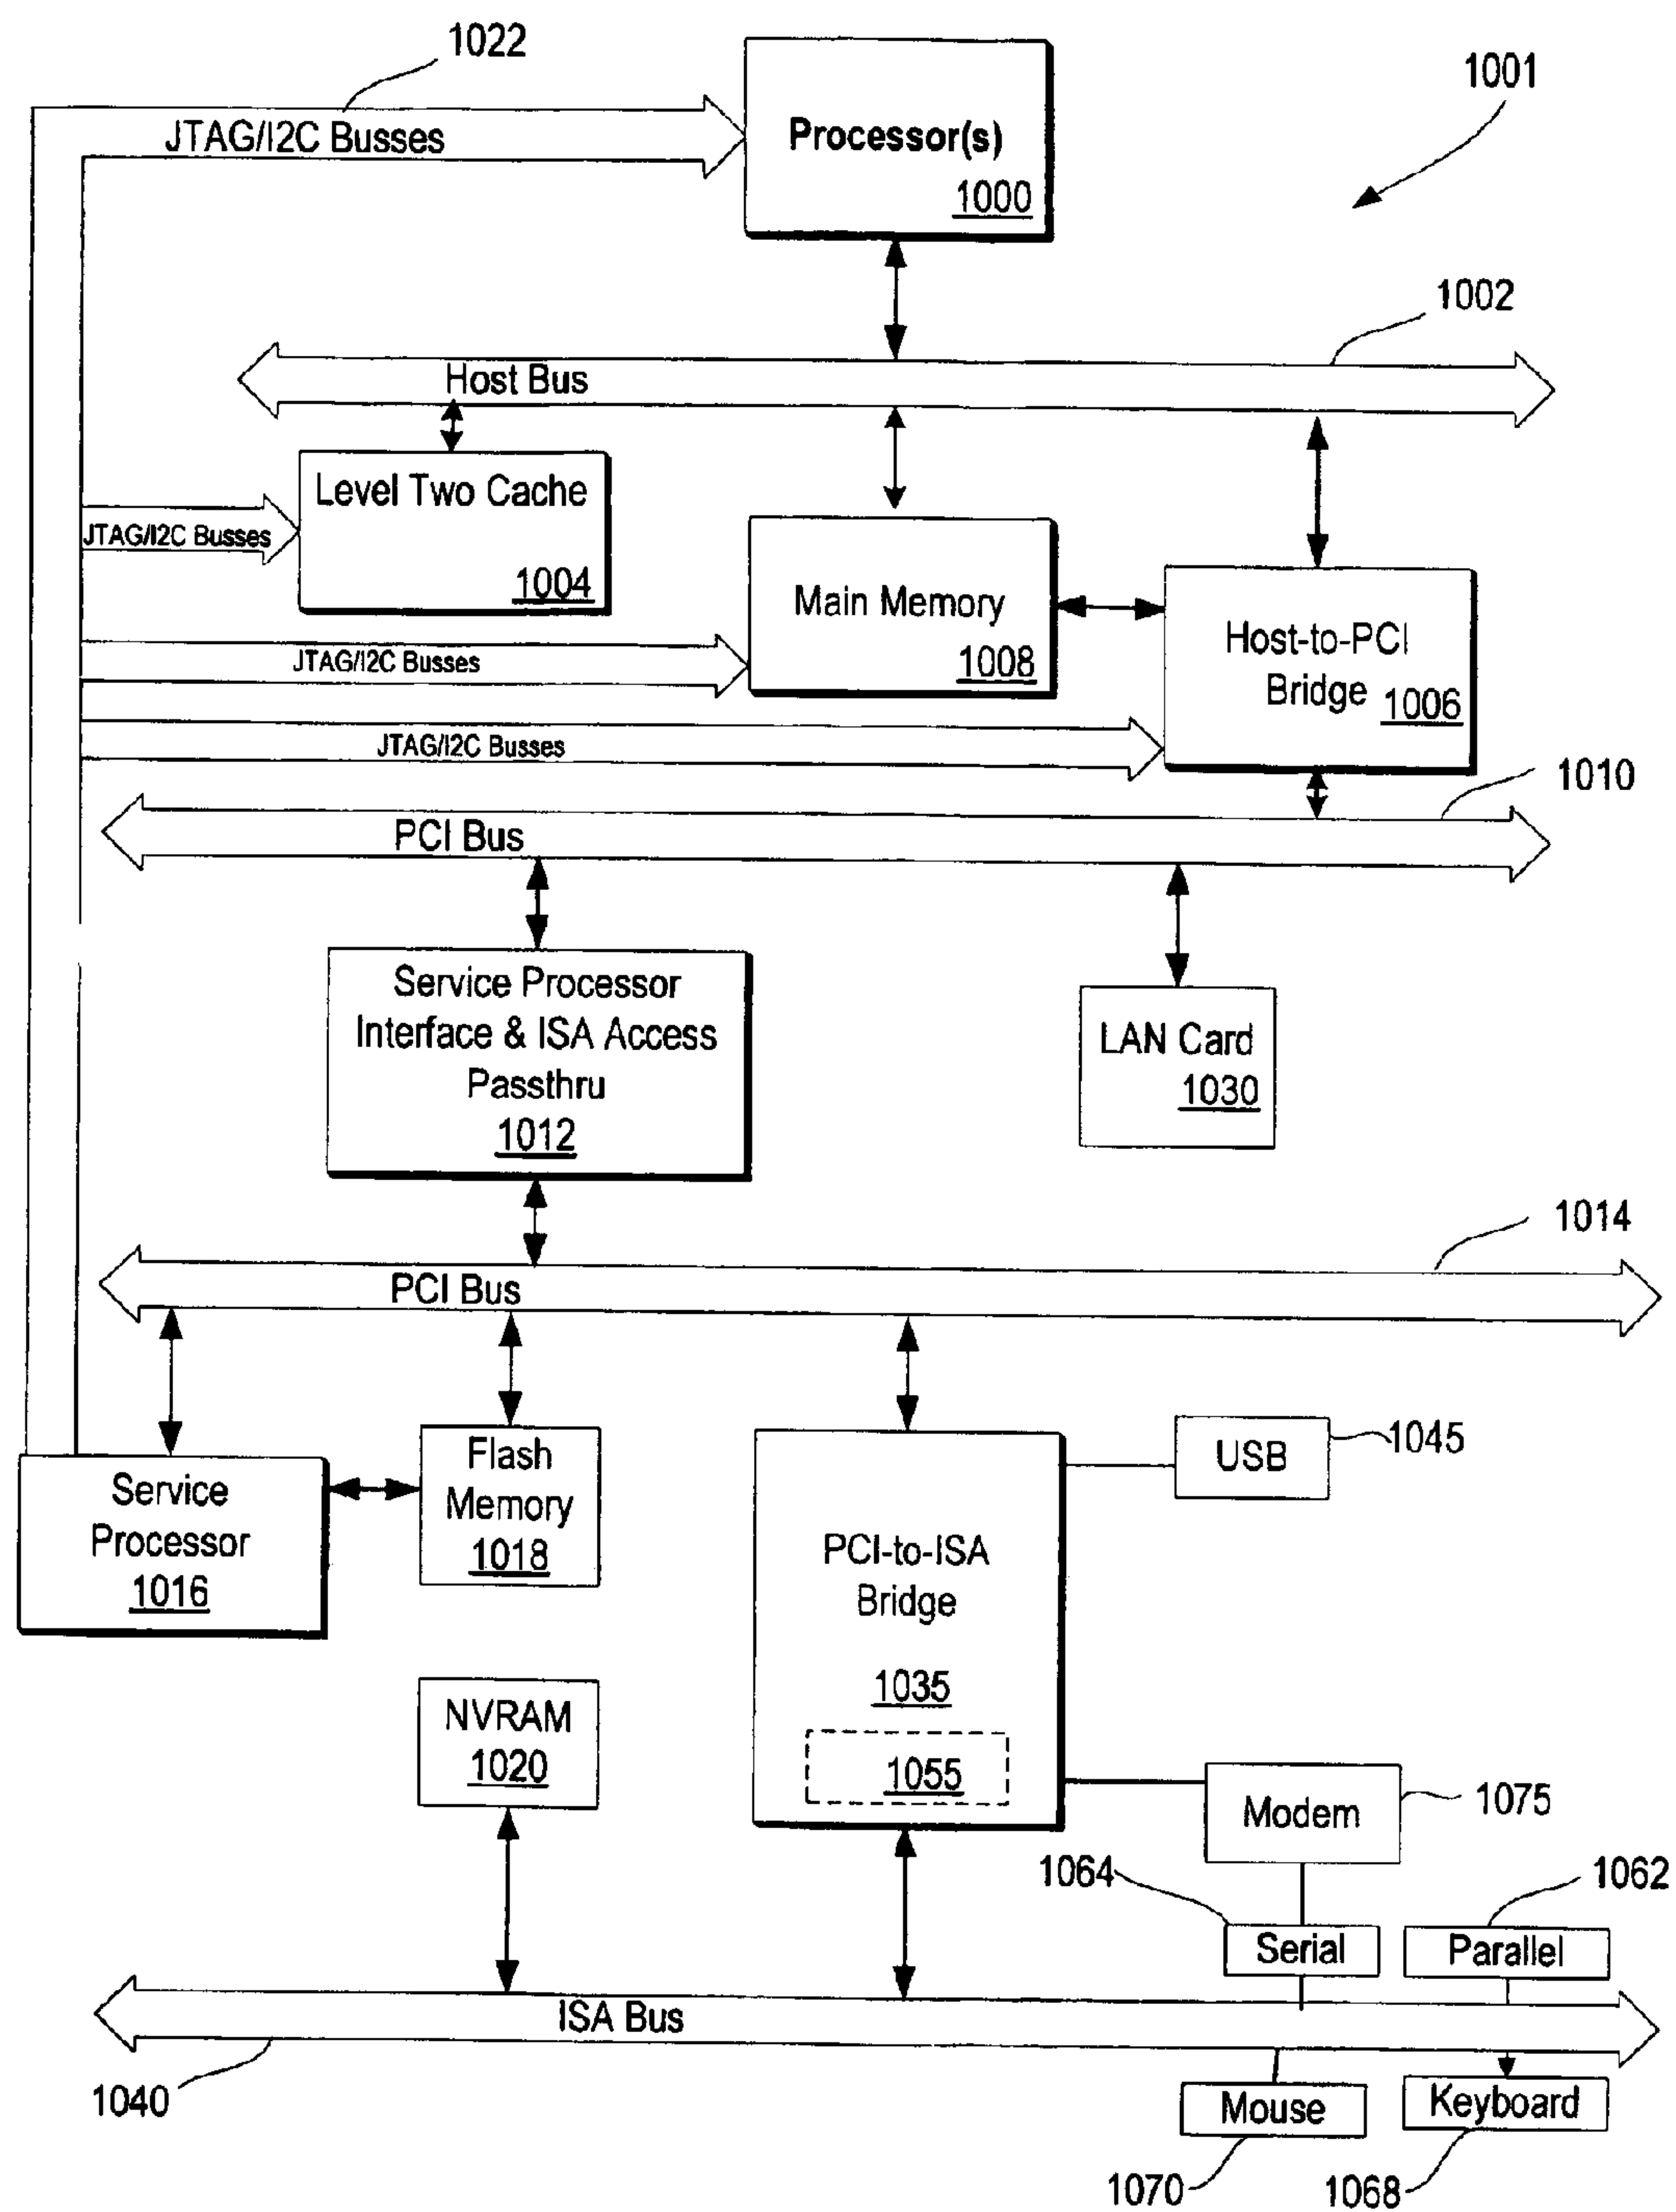 1022
1001
JTAG/I2C Busses
Processor(s)
1000
1002
Host Bus
Level Two Cache
1004
JTAG/I2C Busses
Main Memory
1008
Host-to-PCI
Bridge
1006
JTAG/I2C Busses
JTAG/I2C Busses
1010
PCI Bus
Service Processor
Interface & ISA Access
Passthru
1012
LAN Card
1030
1014
PCI Bus
Service
Processor
1016
Flash
Memory
1018
PCI-to-ISA
Bridge
1035
1055
USB
1045
NVRAM
1020
Modem
1075
1064
1062
Serial
Parallel
ISA Bus
1040
Mouse
Keyboard
1070
1068